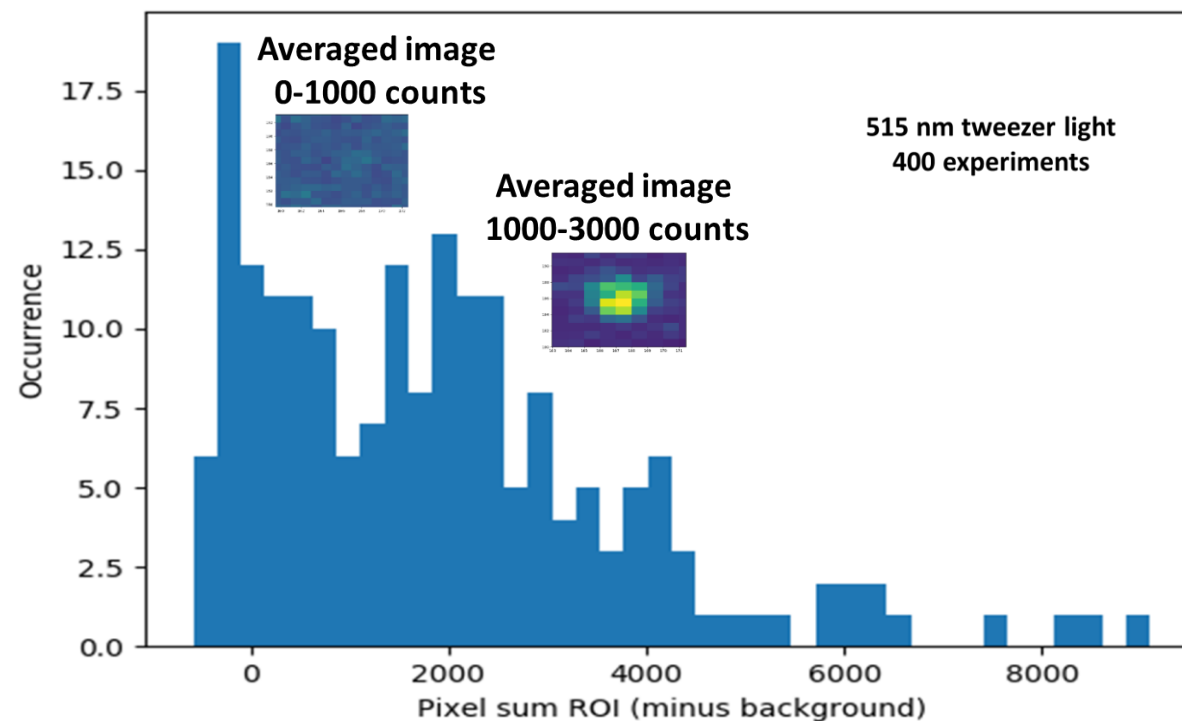 Averaged image
0-1000 counts
Averaged image
1000-3000 counts
515 nm tweezer light
400 experiments
Occurrence
17.5
15.0
12.5
10.0
7.5
5.0
2.5
0.0
0 2000 4000 6000 8000
Pixel sum ROI (minus background)